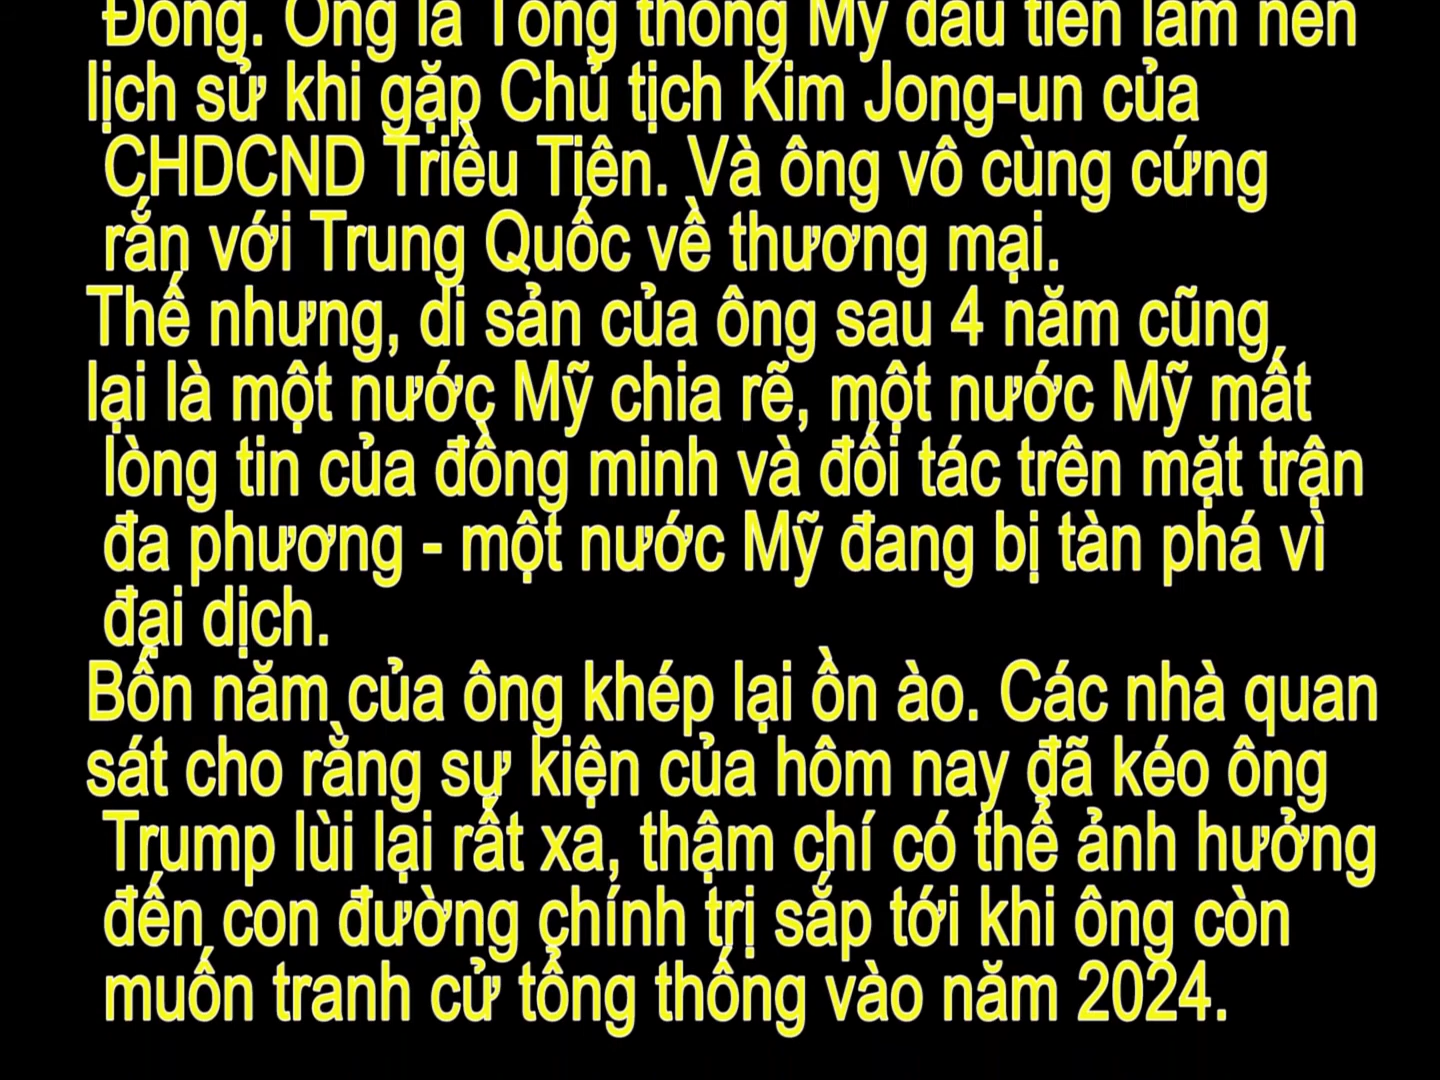 Đông. Ông là Tổng thống Mỹ đầu tiên làm nên
lịch sử khi gặp Chủ tịch Kim Jong-un của
CHDCND Triều Tiên. Và ông vô cùng cứng
rắn với Trung Quốc về thương mại.
Thế nhưng, di sản của ông sau 4 năm cũng
lại là một nước Mỹ chia rẽ, một nước Mỹ mất
lòng tin của đồng minh và đối tác trên mặt trận
đa phương - một nước Mỹ đang bị tàn phá vì
đại dịch.
Bốn năm của ông khép lại ồn ào. Các nhà quan
sát cho rằng sự kiện của hôm nay đã kéo ông
Trump lùi lại rất xa, thậm chí có thể ảnh hưởng
đến con đường chính trị sắp tới khi ông còn
muốn tranh cử tổng thống vào năm 2024.